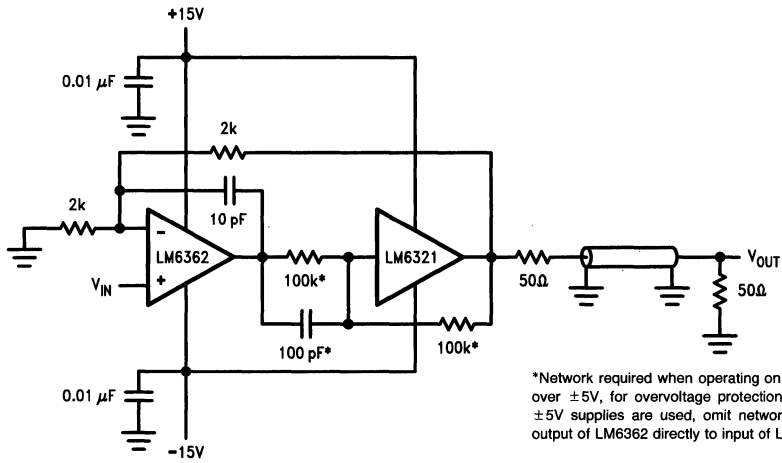 +15V
0.01 µF
2k
2k
10 pF
-
LM6362
+
VIN
100k*
100 pF*
LM6321
100k*
50Ω
VOUT
50Ω
0.01 µF
-15V
*Network required when operating on
over ±5V, for overvoltage protection
±5V supplies are used, omit networ
output of LM6362 directly to input of L